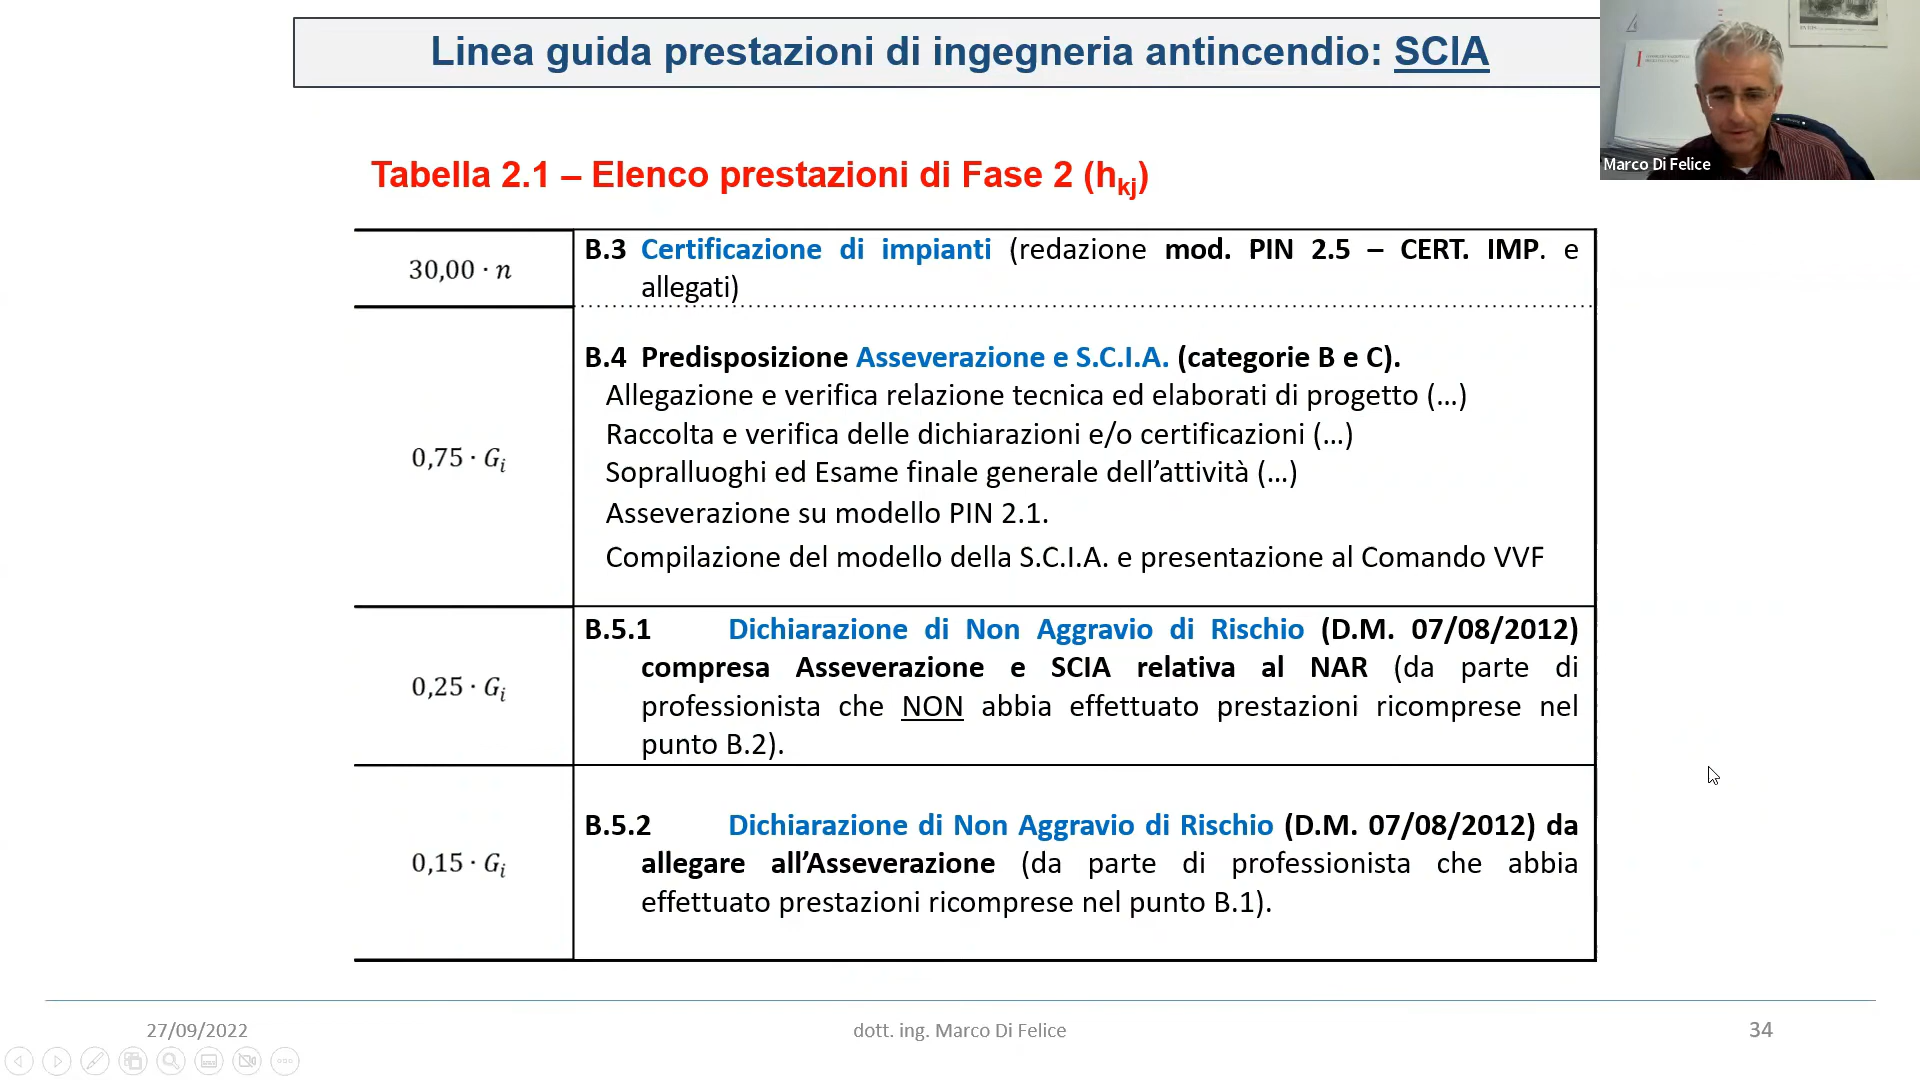 Linea guida prestazioni di ingegneria antincendio: SCIA
Marco Di Felice
Tabella 2.1 – Elenco prestazioni di Fase 2 (hkj)
30,00 · n
B.3 Certificazione di impianti (redazione mod. PIN 2.5 – CERT. IMP. e
allegati)
0,75 · Gi
B.4 Predisposizione Asseverazione e S.C.I.A. (categorie B e C).
Allegazione e verifica relazione tecnica ed elaborati di progetto (...)
Raccolta e verifica delle dichiarazioni e/o certificazioni (...)
Sopralluoghi ed Esame finale generale dell’attività (...)
Asseverazione su modello PIN 2.1.
Compilazione del modello della S.C.I.A. e presentazione al Comando VVF
0,25 · Gi
B.5.1 Dichiarazione di Non Aggravio di Rischio (D.M. 07/08/2012)
compresa Asseverazione e SCIA relativa al NAR (da parte di
professionista che NON abbia effettuato prestazioni ricomprese nel
punto B.2).
0,15 · Gi
B.5.2 Dichiarazione di Non Aggravio di Rischio (D.M. 07/08/2012) da
allegare all’Asseverazione (da parte di professionista che abbia
effettuato prestazioni ricomprese nel punto B.1).
27/09/2022
dott. ing. Marco Di Felice
34